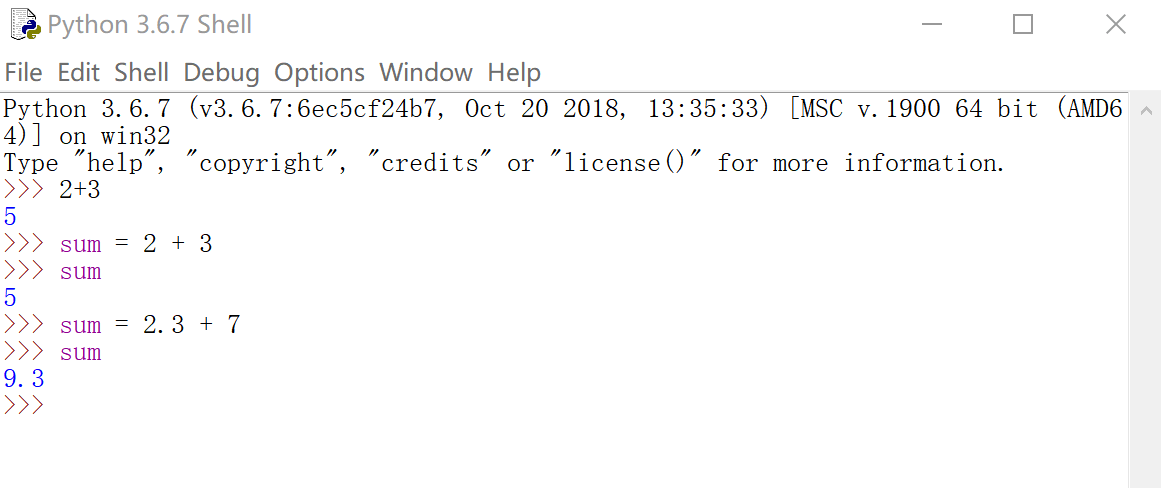 Python 3.6.7 Shell
File Edit Shell Debug Options Window Help
Python 3.6.7 (v3.6.7:6ec5cf24b7, Oct 20 2018, 13:35:33) [MSC v.1900 64 bit (AMD6
4)] on win32
Type "help", "copyright", "credits" or "license()" for more information.
>>> 2+3
5
>>> sum = 2 + 3
>>> sum
5
>>> sum = 2.3 + 7
>>> sum
9.3
>>>